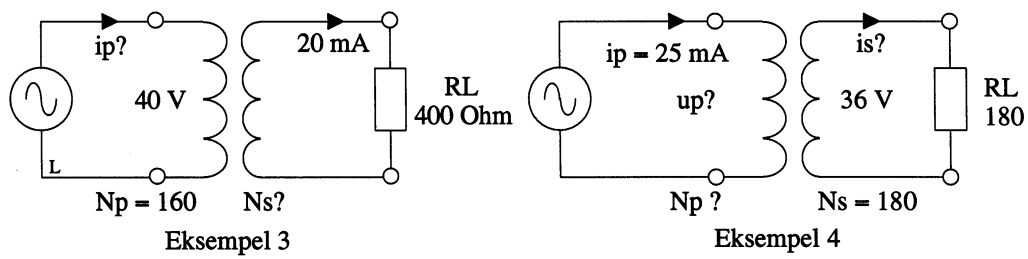 ip?
20 mA
40 V
RL
400 Ohm
L
Np = 160
Ns?
Eksempel 3
ip = 25 mA
is?
up?
36 V
RL
180
Np ?
Ns = 180
Eksempel 4